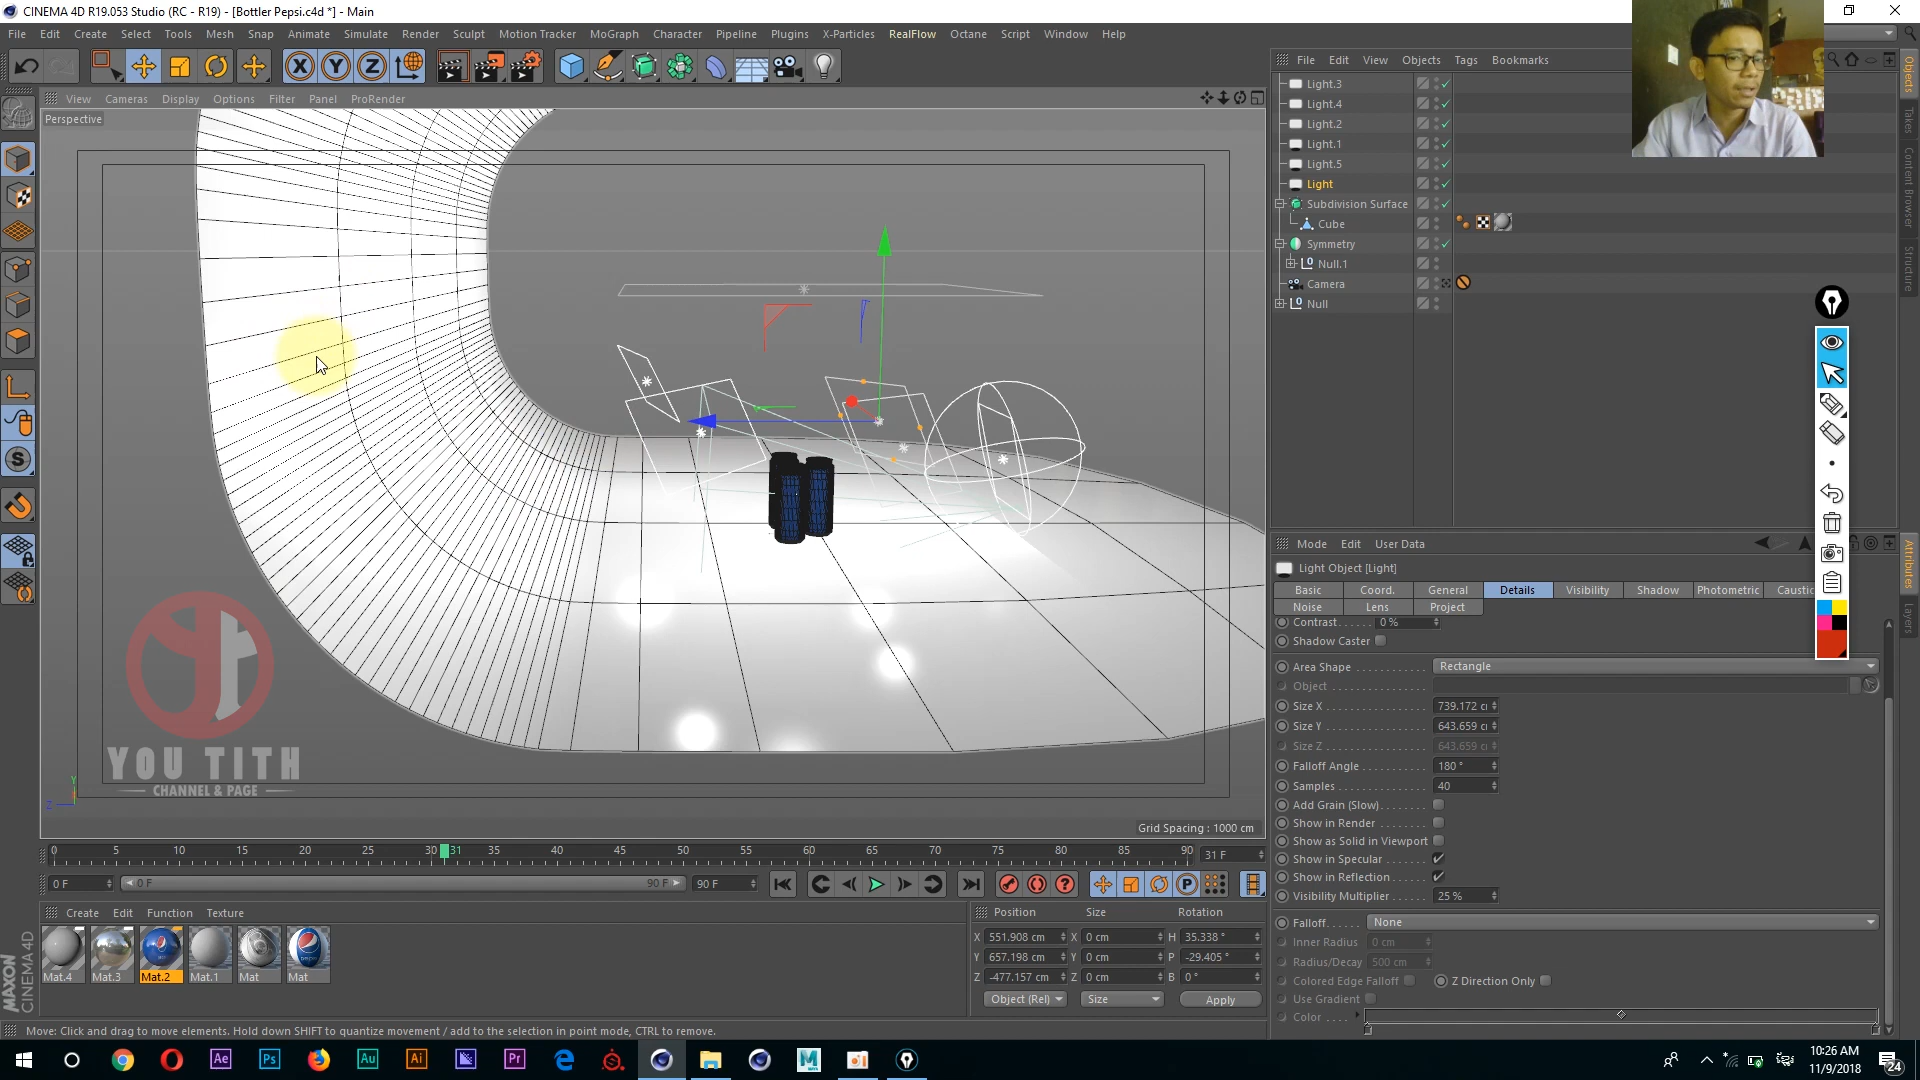 CINEMA 4D R19.053 Studio (RC - R19) - [Bottler Pepsi.c4d *] - Main
File Edit Create Select Tools Mesh Snap Animate Simulate Render Sculpt Motion Tracker MoGraph Character Pipeline Plugins X-Particles RealFlow Octane Script Window Help
File Edit View Objects Tags Bookmarks
View Cameras Display Options Filter Panel ProRender
Perspective
Light.3
Light.4
Light.2
Light.1
Light.5
Light
Subdivision Surface
Cube
Symmetry
Null.1
Camera
Null
Objects
Takes
Content Browser
Structure
Mode Edit User Data
Light Object [Light]
Basic Coord. General Details Visibility Shadow Photometric Caustic
Noise Lens Project
Contrast 0 %
Shadow Caster
Area Shape Rectangle
Object
Size X 739.172 c
Size Y 643.659 c
Size Z 643.659 c
Falloff Angle 180 °
Samples 40
Add Grain (Slow)
Show in Render
Show as Solid in Viewport
Show in Specular
Show in Reflection
Visibility Multiplier 25 %
Falloff None
Inner Radius 0 cm
Radius/Decay 500 cm
Colored Edge Falloff Z Direction Only
Use Gradient
Color
Attributes
Layers
YOU TITH
CHANNEL & PAGE
Y
Z
Grid Spacing : 1000 cm
0 5 10 15 20 25 30 31 35 40 45 50 55 60 65 70 75 80 85 90 31 F
0 F 0 F 90 F 90 F
Create Edit Function Texture
Mat.4 Mat.3 Mat.2 Mat.1 Mat Mat
MAXON
CINEMA 4D
Position Size Rotation
X 551.908 cm X 0 cm H 35.338 °
Y 657.198 cm Y 0 cm P -29.405 °
Z -477.157 cm Z 0 cm B 0 °
Object (Rel) Size Apply
Move: Click and drag to move elements. Hold down SHIFT to quantize movement / add to the selection in point mode, CTRL to remove.
Ae Ps Au Ai Pr M
10:26 AM
11/9/2018
24